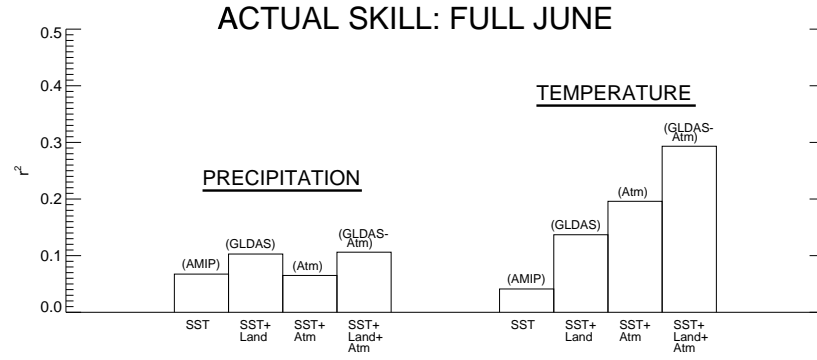 ACTUAL SKILL: FULL JUNE
0.5
0.4
0.3
0.2
0.1
0.0
r²
PRECIPITATION
(AMIP)
(GLDAS)
(Atm)
(GLDAS-
Atm)
SST
SST+
Land
SST+
Atm
SST+
Land+
Atm
TEMPERATURE
(AMIP)
(GLDAS)
(Atm)
(GLDAS-
Atm)
SST
SST+
Land
SST+
Atm
SST+
Land+
Atm